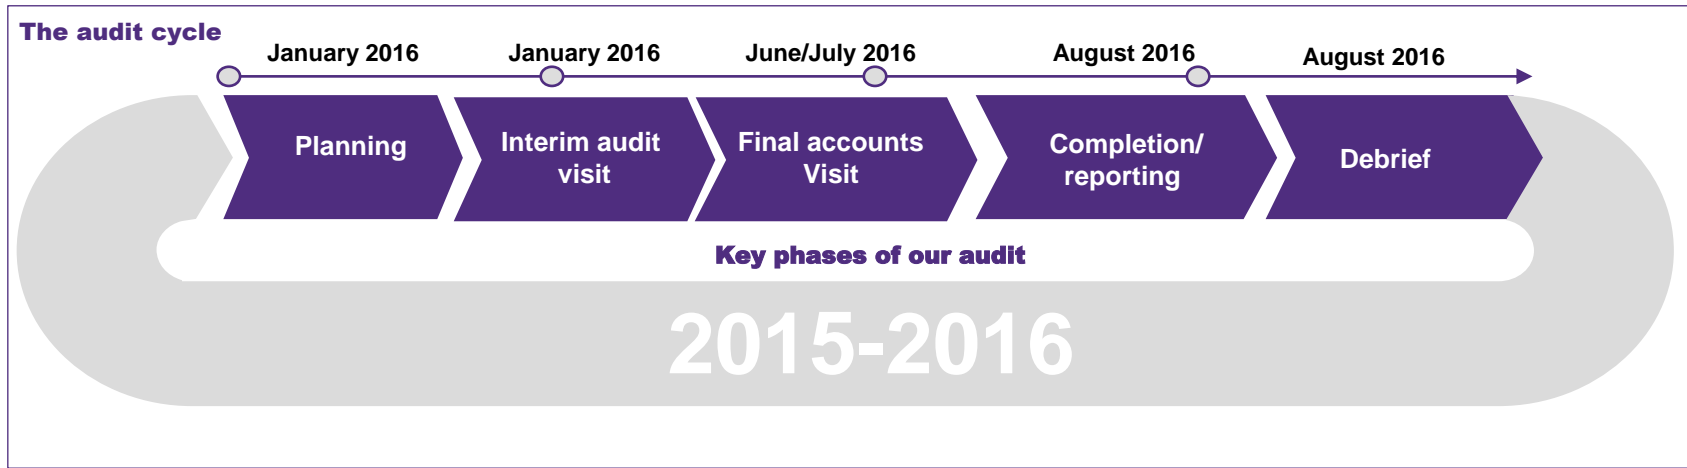 The audit cycle
January 2016
January 2016
June/July 2016
August 2016
August 2016
Planning
Interim audit
visit
Final accounts
Visit
Completion/
reporting
Debrief
Key phases of our audit
2015-2016